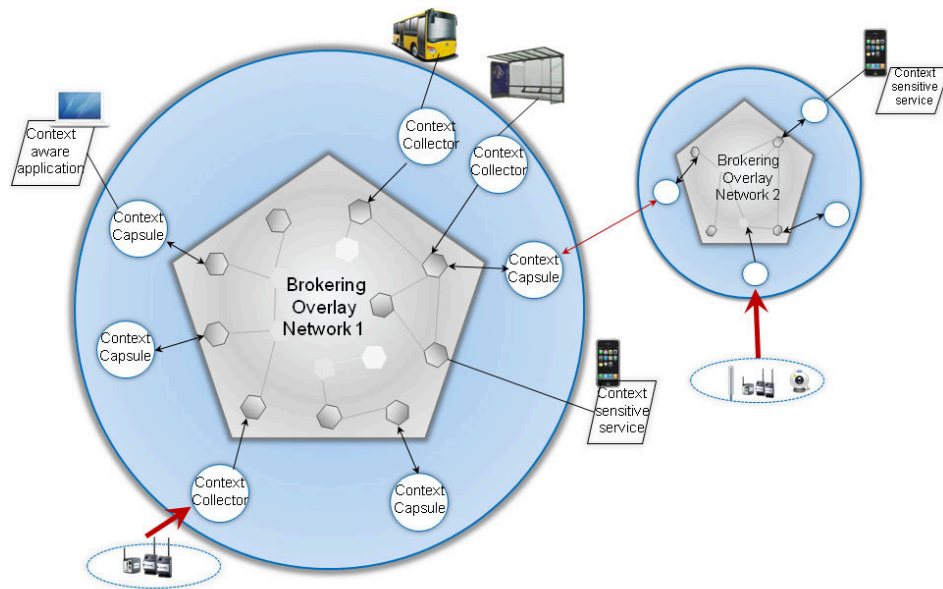 Context
aware
application
Context
Collector
Context
Collector
Context
sensitive
service
Context
Capsule
Brokering
Overlay
Network 2
Context
Capsule
Brokering
Overlay
Network 1
Context
Capsule
Context
sensitive
service
Context
Collector
Context
Capsule